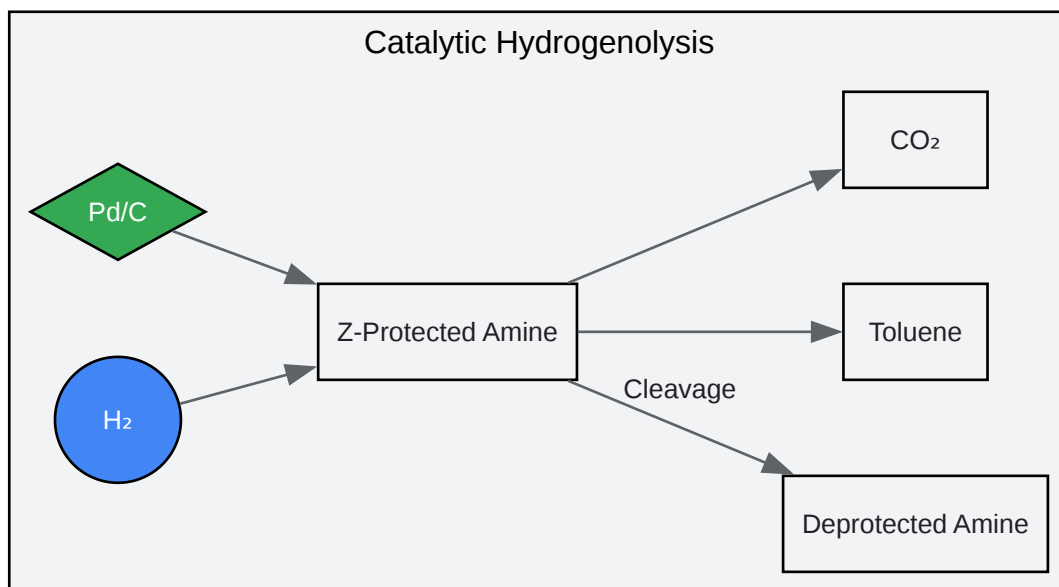 Catalytic Hydrogenolysis
CO₂
Pd/C
Z-Protected Amine
Toluene
Cleavage
H₂
Deprotected Amine